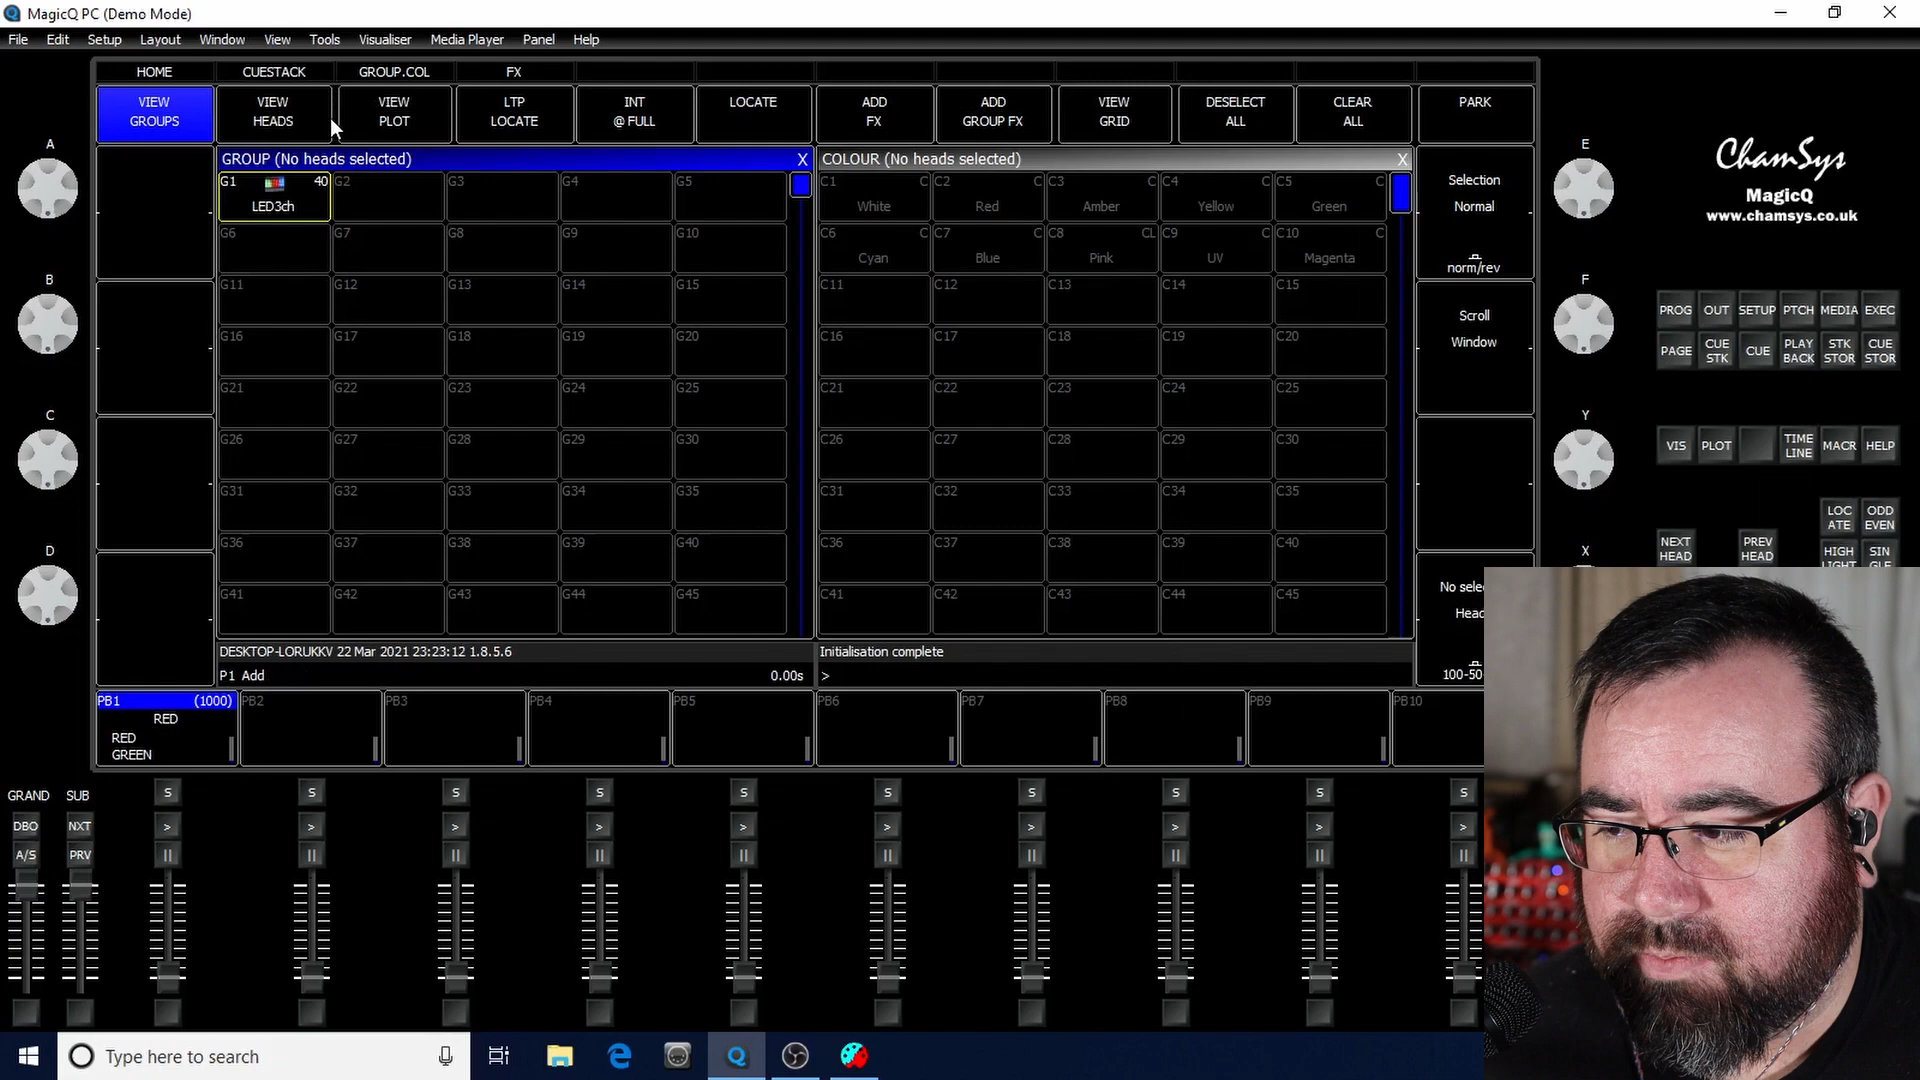 MagicQ PC (Demo Mode)
File Edit Setup Layout Window View Tools Visualiser Media Player Panel Help
HOME CUESTACK GROUP.COL FX
VIEW GROUPS
VIEW HEADS
VIEW PLOT
LTP LOCATE
INT @ FULL
LOCATE
ADD FX
ADD GROUP FX
VIEW GRID
DESELECT ALL
CLEAR ALL
PARK
GROUP (No heads selected) X
G1 40 G2 G3 G4 G5
LED3ch
G6 G7 G8 G9 G10
G11 G12 G13 G14 G15
G16 G17 G18 G19 G20
G21 G22 G23 G24 G25
G26 G27 G28 G29 G30
G31 G32 G33 G34 G35
G36 G37 G38 G39 G40
G41 G42 G43 G44 G45
COLOUR (No heads selected) X
C1 C C2 C C3 C C4 C C5 C
White Red Amber Yellow Green
C6 C C7 C C8 CL C9 C C10 C
Cyan Blue Pink UV Magenta
C11 C12 C13 C14 C15
C16 C17 C18 C19 C20
C21 C22 C23 C24 C25
C26 C27 C28 C29 C30
C31 C32 C33 C34 C35
C36 C37 C38 C39 C40
C41 C42 C43 C44 C45
Selection
Normal
norm/rev
Scroll
Window
No sele
Head
100-50
A
B
C
D
E
F
Y
X
ChamSys
MagicQ
www.chamsys.co.uk
PROG OUT SETUP PTCH MEDIA EXEC
PAGE CUE STK CUE PLAY BACK STK STOR CUE STOR
VIS PLOT TIME LINE MACR HELP
LOC ATE ODD EVEN
NEXT HEAD PREV HEAD HIGH LIGHT SIN GLE
DESKTOP-LORUKKV 22 Mar 2021 23:23:12 1.8.5.6
Initialisation complete
P1 Add 0.00s >
PB1 (1000) PB2 PB3 PB4 PB5 PB6 PB7 PB8 PB9 PB10
RED
RED
GREEN
GRAND SUB
S S S S S S S S S S
DBO NXT > > > > > > > > > >
A/S PRV
Type here to search